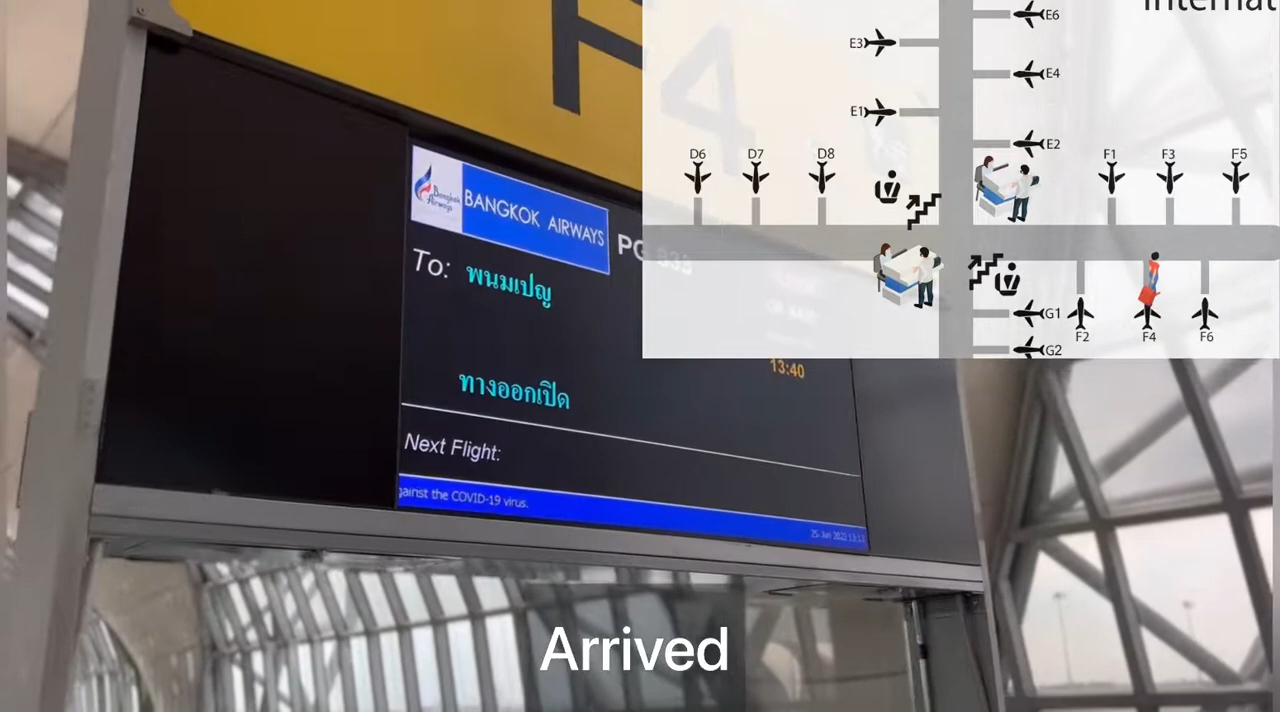 Internat
E6
E3
E4
E1
E2
D6 D7 D8
F1 F3 F5
G1
G2
F2 F4 F6
4
Bangkok
Airways
BANGKOK AIRWAYS
PG
To: พนมเปญ
13:40
ทางออกเปิด
Next Flight:
gainst the COVID-19 virus.
Arrived